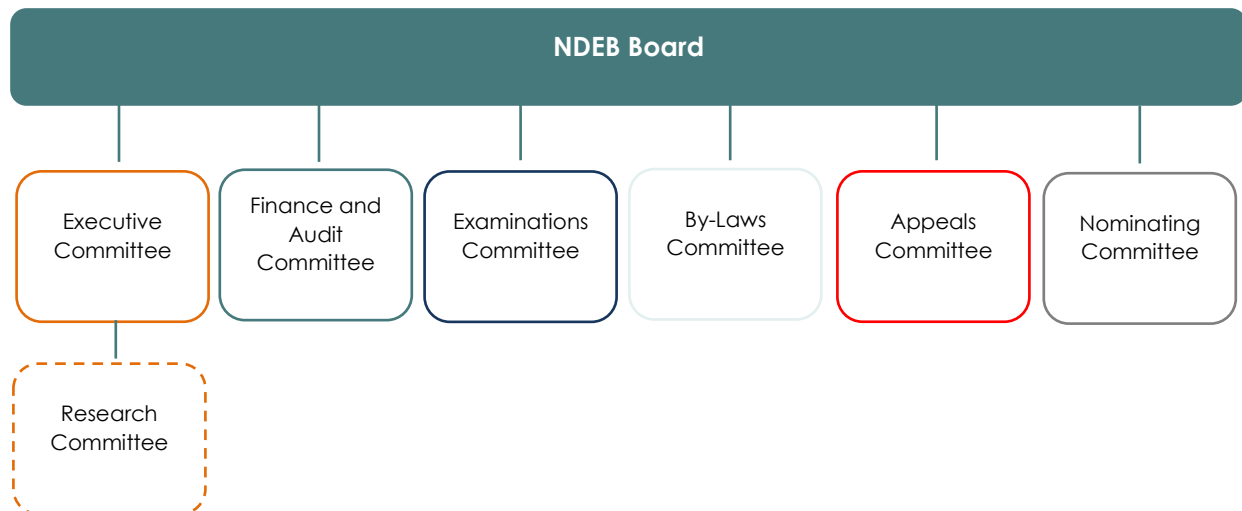 NDEB Board
Executive
Committee
Finance and
Audit
Committee
Examinations
Committee
By-Laws
Committee
Appeals
Committee
Nominating
Committee
Research
Committee